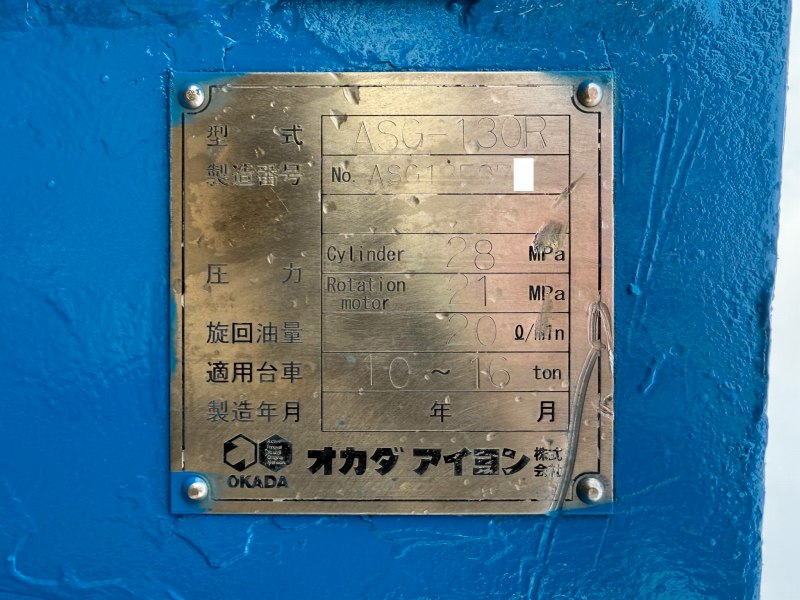 型式 ASG-130R
製造番号 No.
圧力 Cylinder 28 MPa
Rotation motor 21 MPa
旋回油量 20 ℓ/min
適用台車 10 ~ 16 ton
製造年月 年 月
OKADA オカダ アイヨン 株式会社